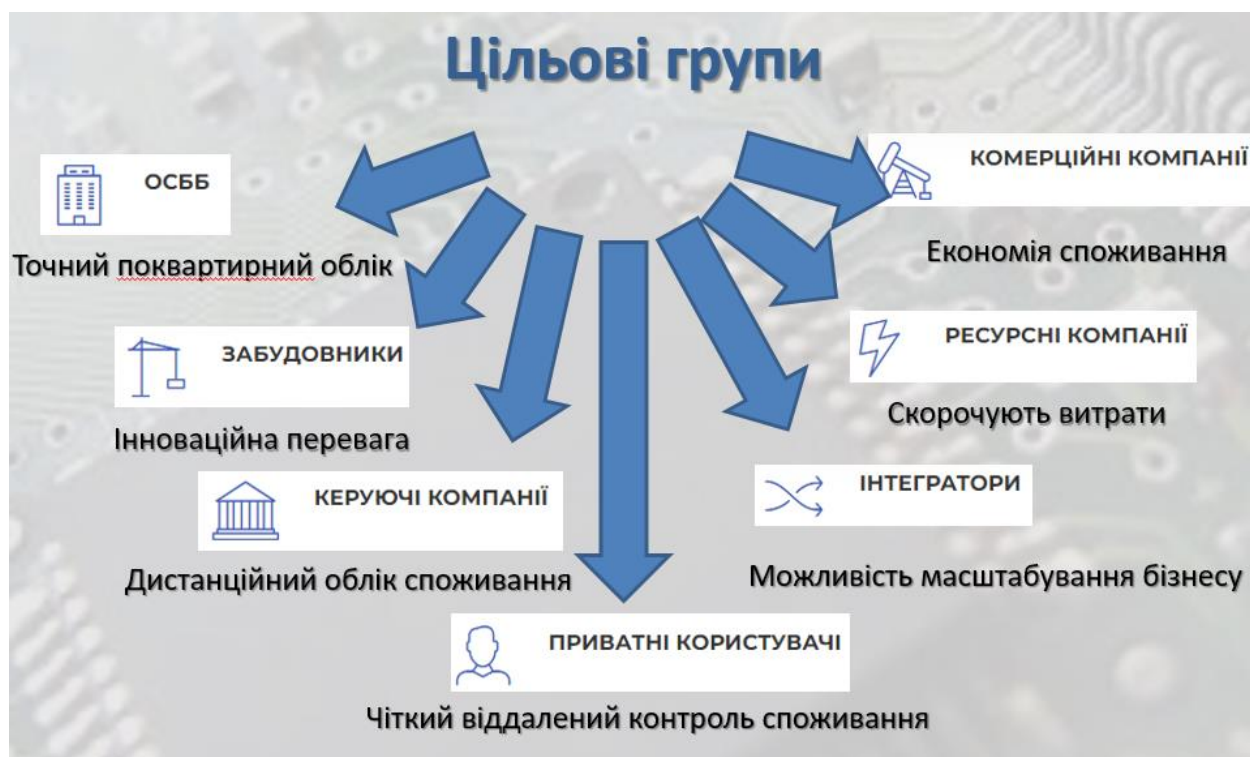 Цільові групи
ОСББ
Точний поквартирний облік
ЗАБУДОВНИКИ
Інноваційна перевага
КЕРУЮЧІ КОМПАНІЇ
Дистанційний облік споживання
ПРИВАТНІ КОРИСТУВАЧІ
Чіткий віддалений контроль споживання
ІНТЕГРАТОРИ
Можливість масштабування бізнесу
РЕСУРСНІ КОМПАНІЇ
Скорочують витрати
КОМЕРЦІЙНІ КОМПАНІЇ
Економія споживання